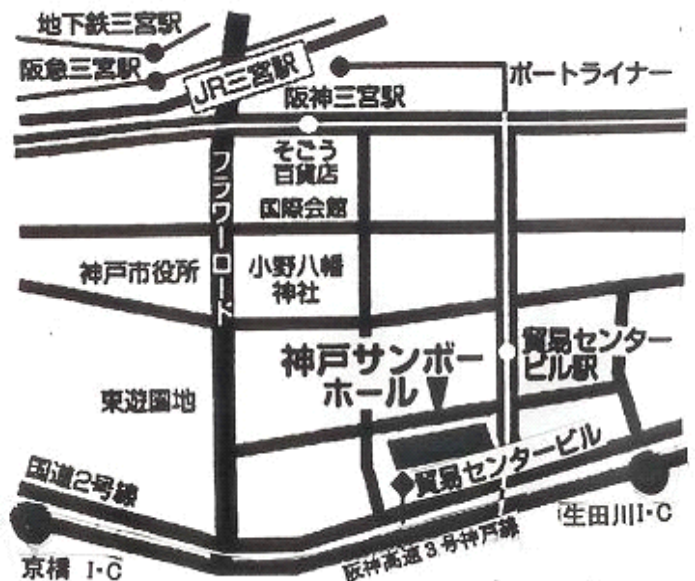 地下鉄三宮駅
阪急三宮駅
JR三宮駅
ポートライナー
阪神三宮駅
そごう
百貨店
国際会館
フラワーロード
神戸市役所
小野八幡
神社
貿易センター
ビル駅
神戸サンボー
ホール
東遊園地
貿易センタービル
国道2号線
生田川I・C
阪神高速3号神戸線
京橋 I・C